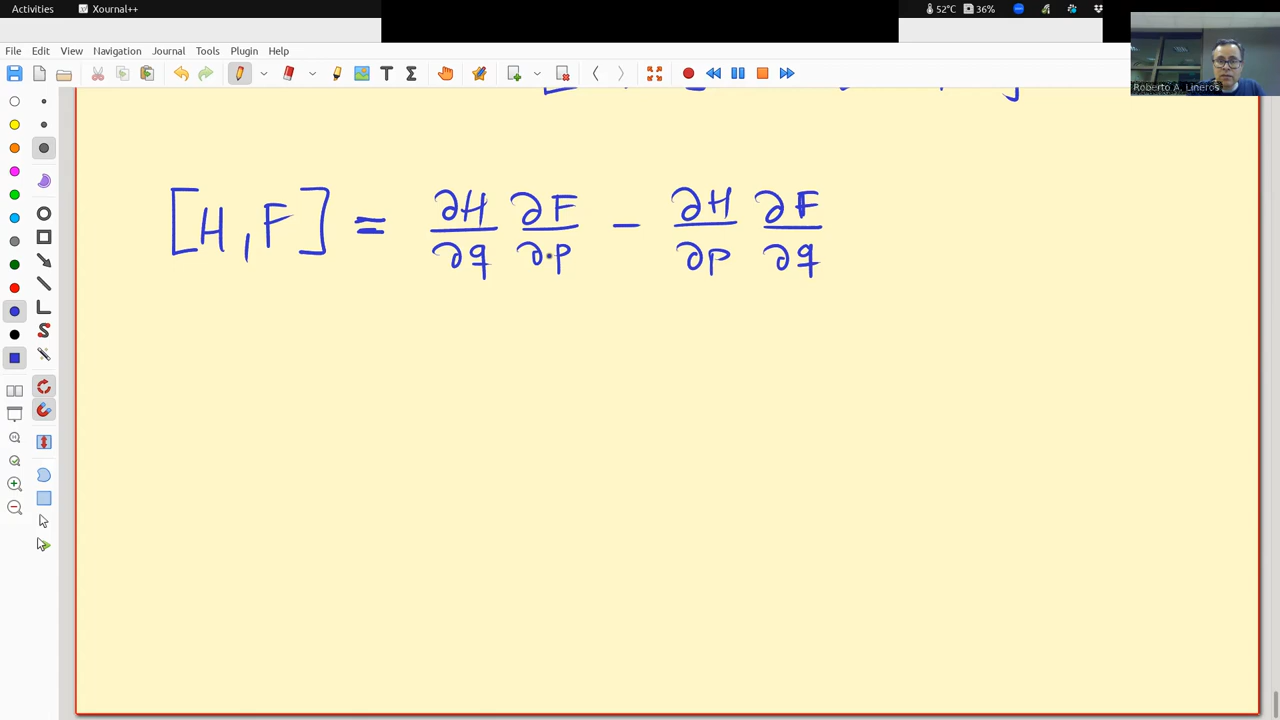 Activities Xournal++ 52°C 36%
Roberto A. Lineros
File Edit View Navigation Journal Tools Plugin Help
[H,F] = ∂H/∂q ∂F/∂p − ∂H/∂p ∂F/∂q